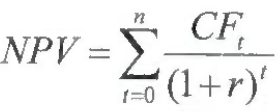 NPV = \sum_{t=0}^{n} \frac{CF_t}{(1+r)^t}